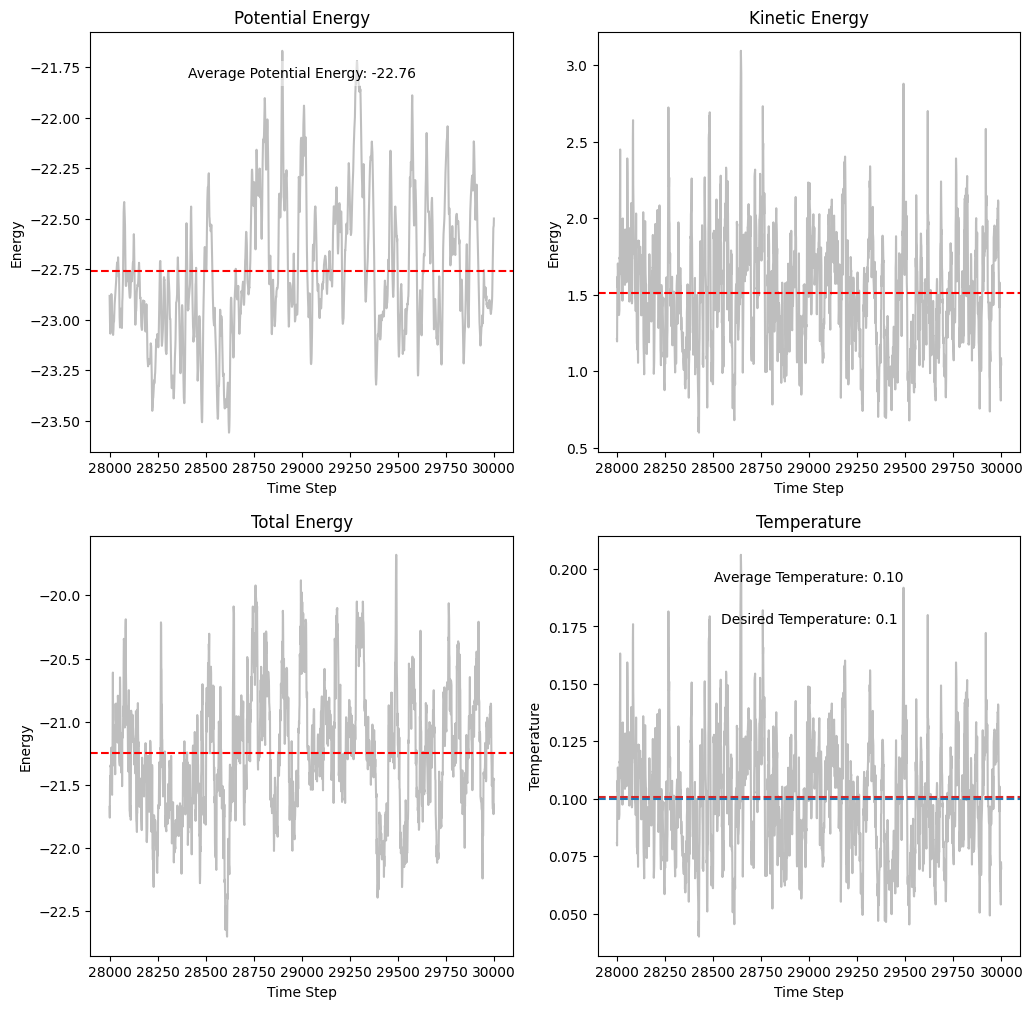 Potential Energy
Average Potential Energy: -22.76
−21.75
−22.00
−22.25
−22.50
−22.75
−23.00
−23.25
−23.50
Energy
28000 28250 28500 28750 29000 29250 29500 29750 30000
Time Step
Kinetic Energy
3.0
2.5
2.0
1.5
1.0
0.5
Energy
28000 28250 28500 28750 29000 29250 29500 29750 30000
Time Step
Total Energy
−20.0
−20.5
−21.0
−21.5
−22.0
−22.5
Energy
28000 28250 28500 28750 29000 29250 29500 29750 30000
Time Step
Temperature
Average Temperature: 0.10
Desired Temperature: 0.1
0.200
0.175
0.150
0.125
0.100
0.075
0.050
Temperature
28000 28250 28500 28750 29000 29250 29500 29750 30000
Time Step